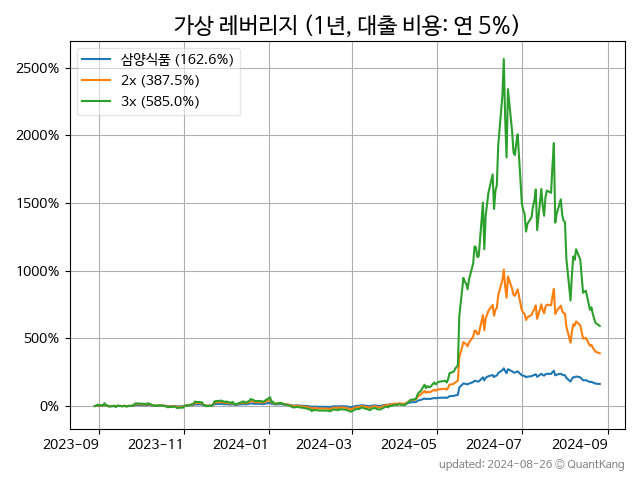 가상 레버리지 (1년, 대출 비용: 연 5%)
삼양식품 (162.6%)
2x (387.5%)
3x (585.0%)
2500%
2000%
1500%
1000%
500%
0%
2023-09 2023-11 2024-01 2024-03 2024-05 2024-07 2024-09
updated: 2024-08-26 © QuantKang